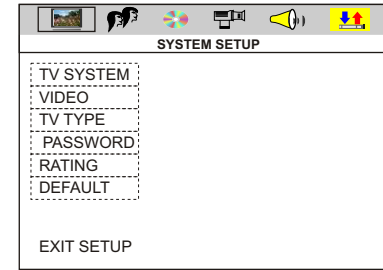 SYSTEM SETUP
TV SYSTEM
VIDEO
TV TYPE
PASSWORD
RATING
DEFAULT
EXIT SETUP